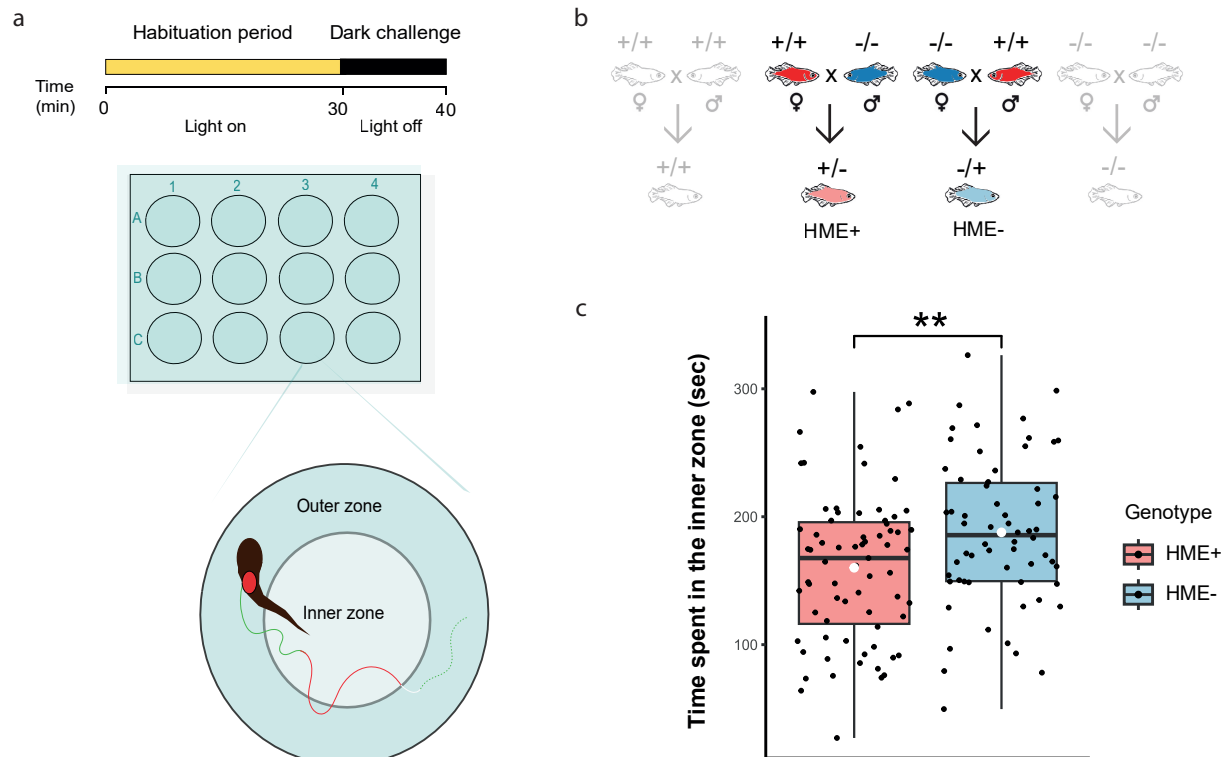 a
Habituation period
Dark challenge
Time
(min)
0
30
40
Light on
Light off
1 2 3 4
A
B
C
Outer zone
Inner zone
b
+/+ +/+ +/+ -/- -/- +/+ -/- -/-
x x x x
♀ ♂ ♀ ♂ ♀ ♂ ♀ ♂
+/+ +/- -/+ -/-
HME+ HME-
c
**
Time spent in the inner zone (sec)
300
200
100
Genotype
HME+
HME-